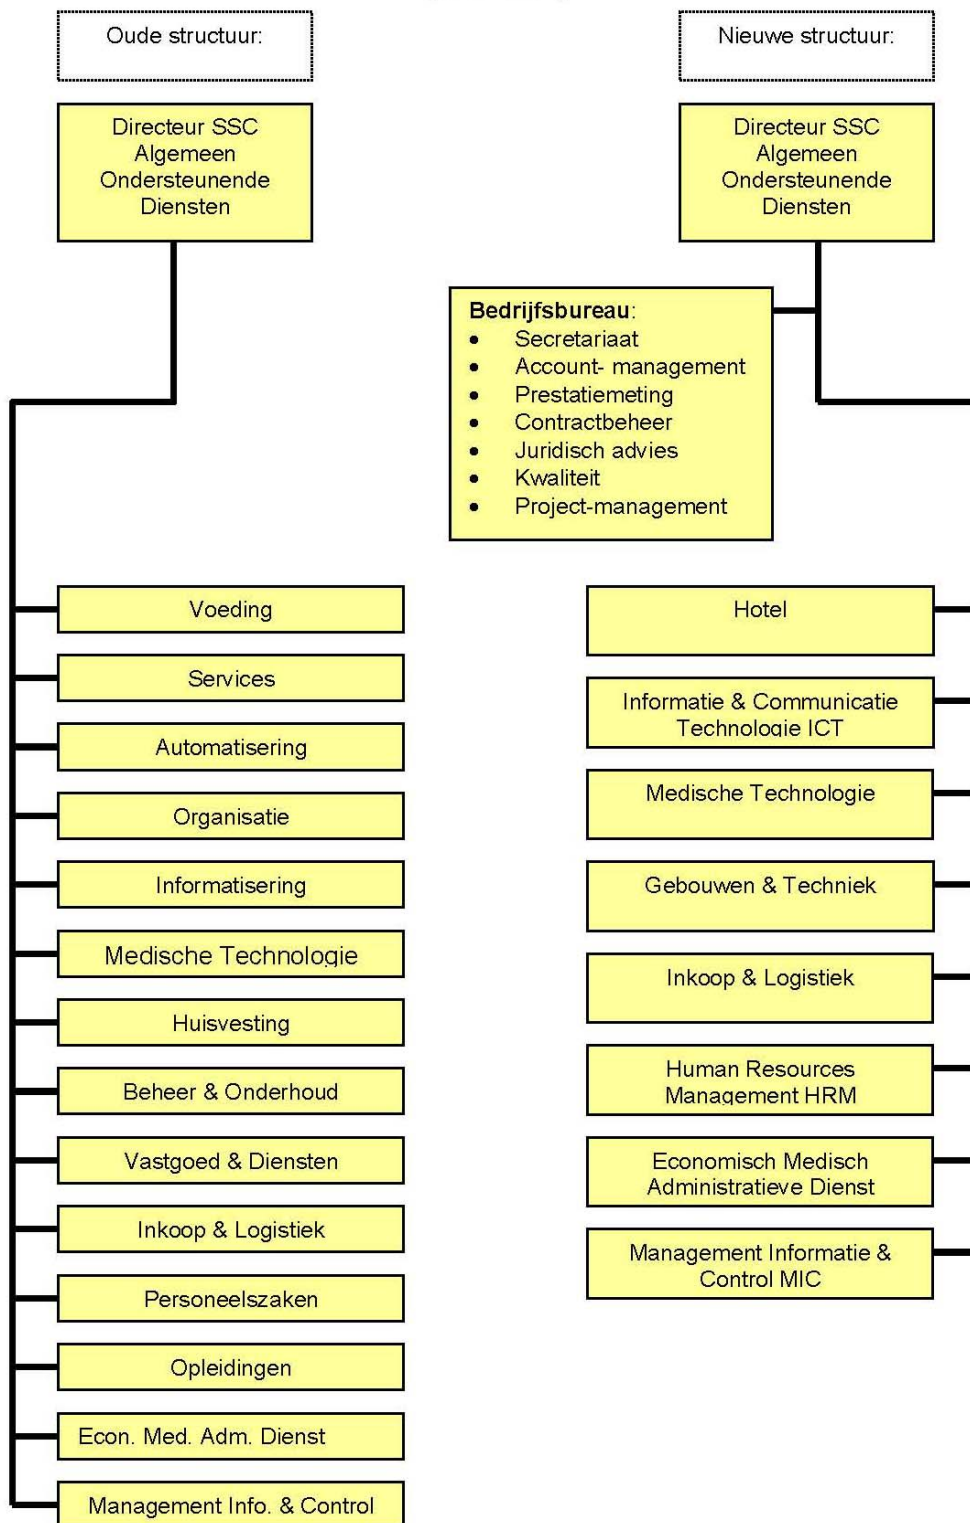 Oude structuur:
Directeur SSC
Algemeen
Ondersteunende
Diensten
Voeding
Services
Automatisering
Organisatie
Informatisering
Medische Technologie
Huisvesting
Beheer & Onderhoud
Vastgoed & Diensten
Inkoop & Logistiek
Personeelszaken
Opleidingen
Econ. Med. Adm. Dienst
Management Info. & Control
Nieuwe structuur:
Directeur SSC
Algemeen
Ondersteunende
Diensten
Bedrijfsbureau:
• Secretariaat
• Account- management
• Prestatiemeting
• Contractbeheer
• Juridisch advies
• Kwaliteit
• Project-management
Hotel
Informatie & Communicatie
Technologie ICT
Medische Technologie
Gebouwen & Techniek
Inkoop & Logistiek
Human Resources
Management HRM
Economisch Medisch
Administratieve Dienst
Management Informatie &
Control MIC